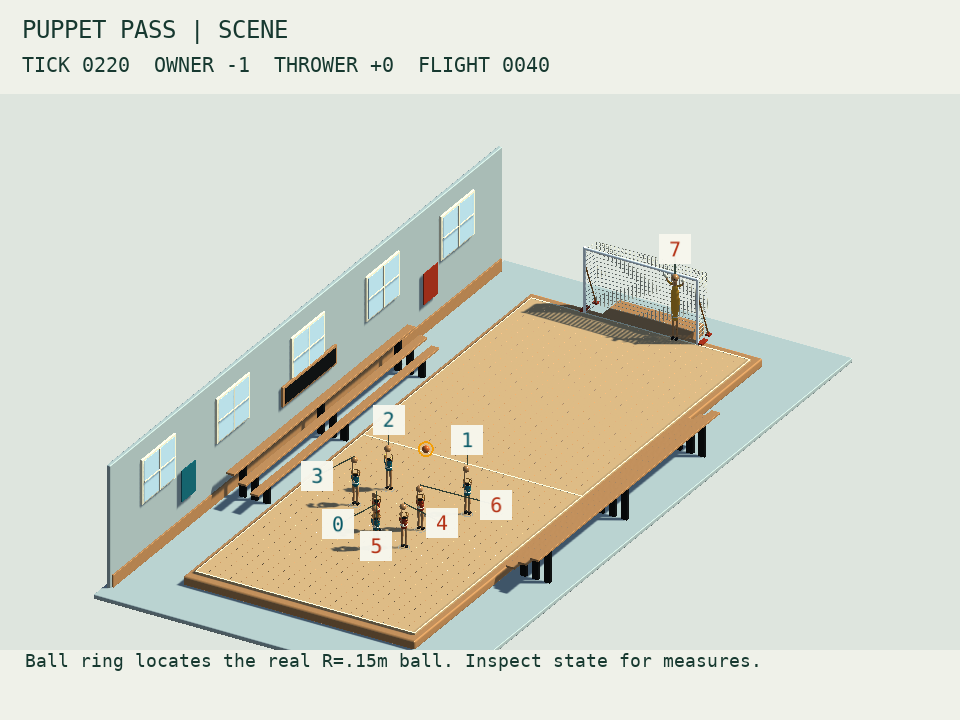 PUPPET PASS | SCENE
TICK 0220  OWNER -1  THROWER +0  FLIGHT 0040
7
2
1
3
6
0
4
5
Ball ring locates the real R=.15m ball. Inspect state for measures.